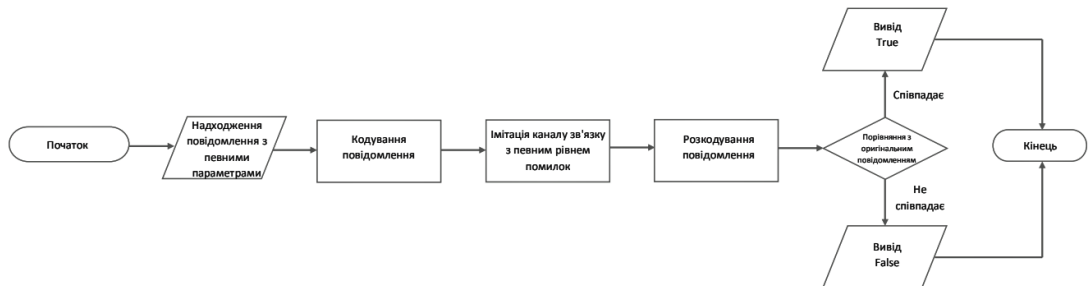 Початок
Надходження
повідомлення з
певними
параметрами
Кодування
повідомлення
Імітація каналу зв'язку
з певним рівнем
помилок
Розкодування
повідомлення
Порівняння з
оригінальним
повідомленням
Співпадає
Вивід
True
Не
співпадає
Вивід
False
Кінець